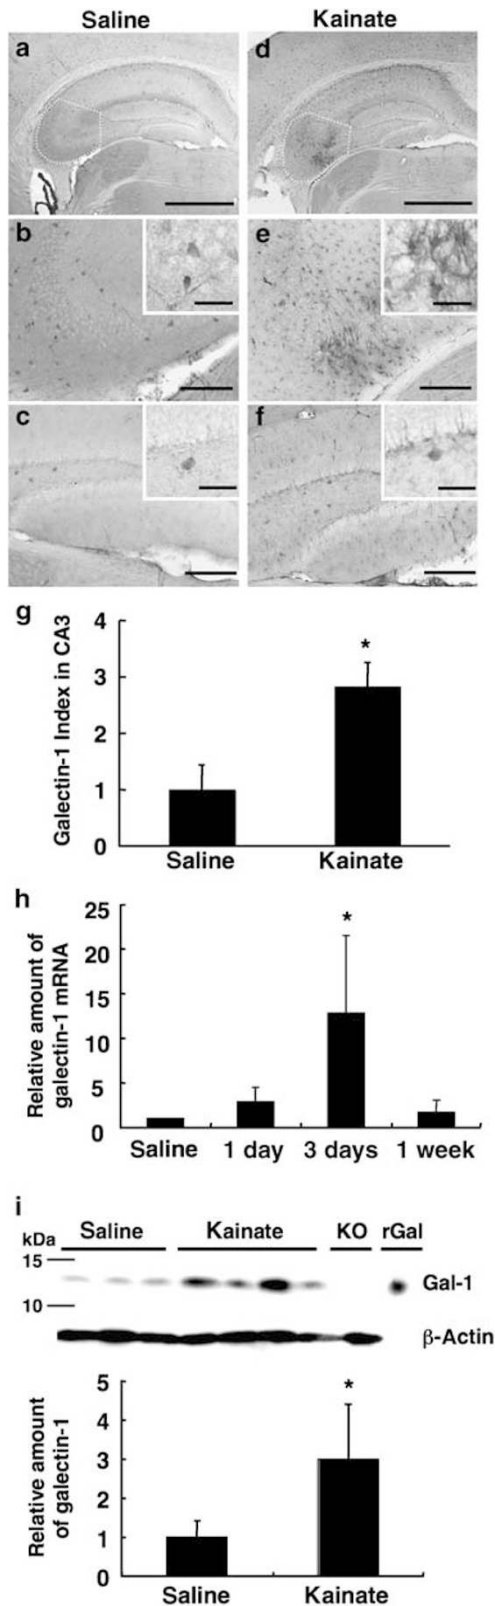 Saline Kainate
a d
b e
c f
g
Galectin-1 Index in CA3
4
3
2
1
0
*
Saline Kainate
h
Relative amount of
galectin-1 mRNA
25
20
15
10
5
0
*
Saline 1 day 3 days 1 week
i
kDa Saline Kainate KO rGal
15
Gal-1
10
β-Actin
Relative amount
of galectin-1
5
4
3
2
1
0
*
Saline Kainate